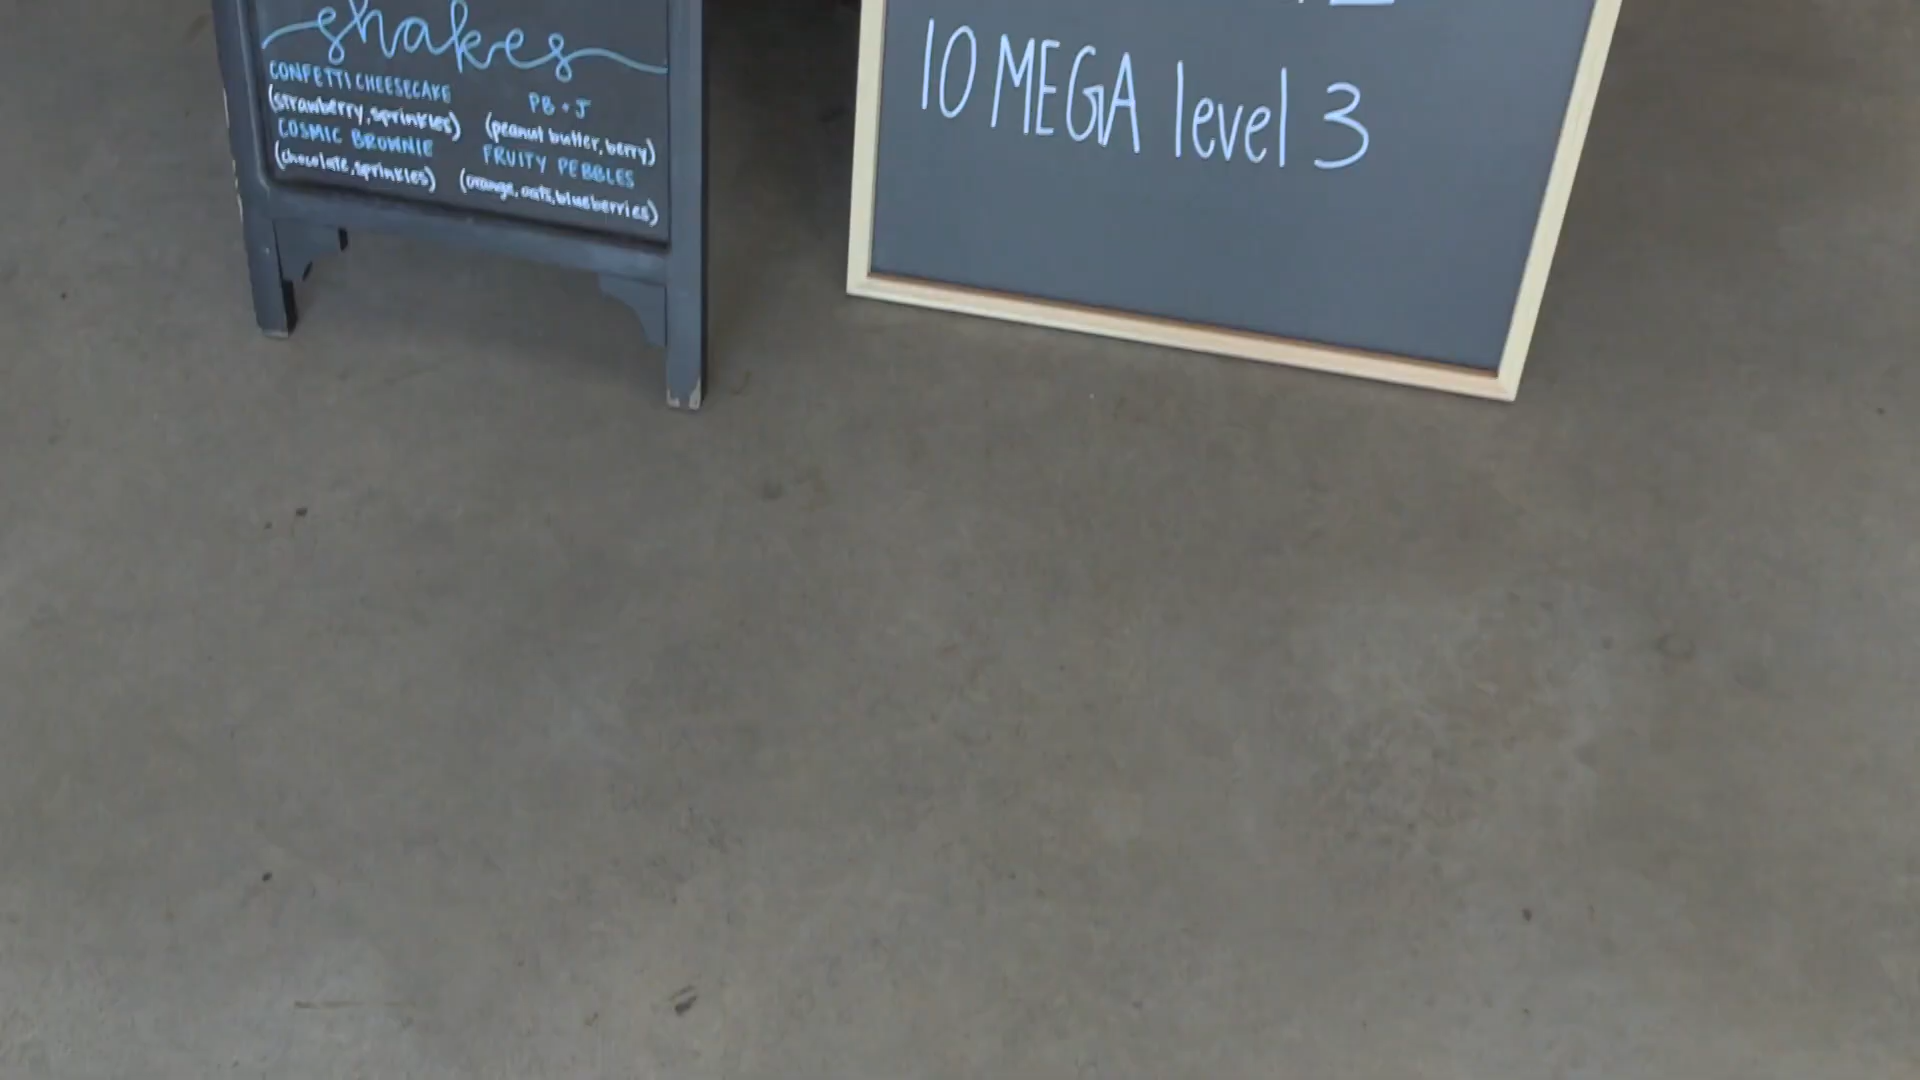 shakes
CONFETTI CHEESECAKE
(strawberry, sprinkles)
COSMIC BROWNIE
(chocolate, sprinkles)
PB + J
(peanut butter, berry)
FRUITY PEBBLES
(orange, oats, blueberries)
10 MEGA level 3